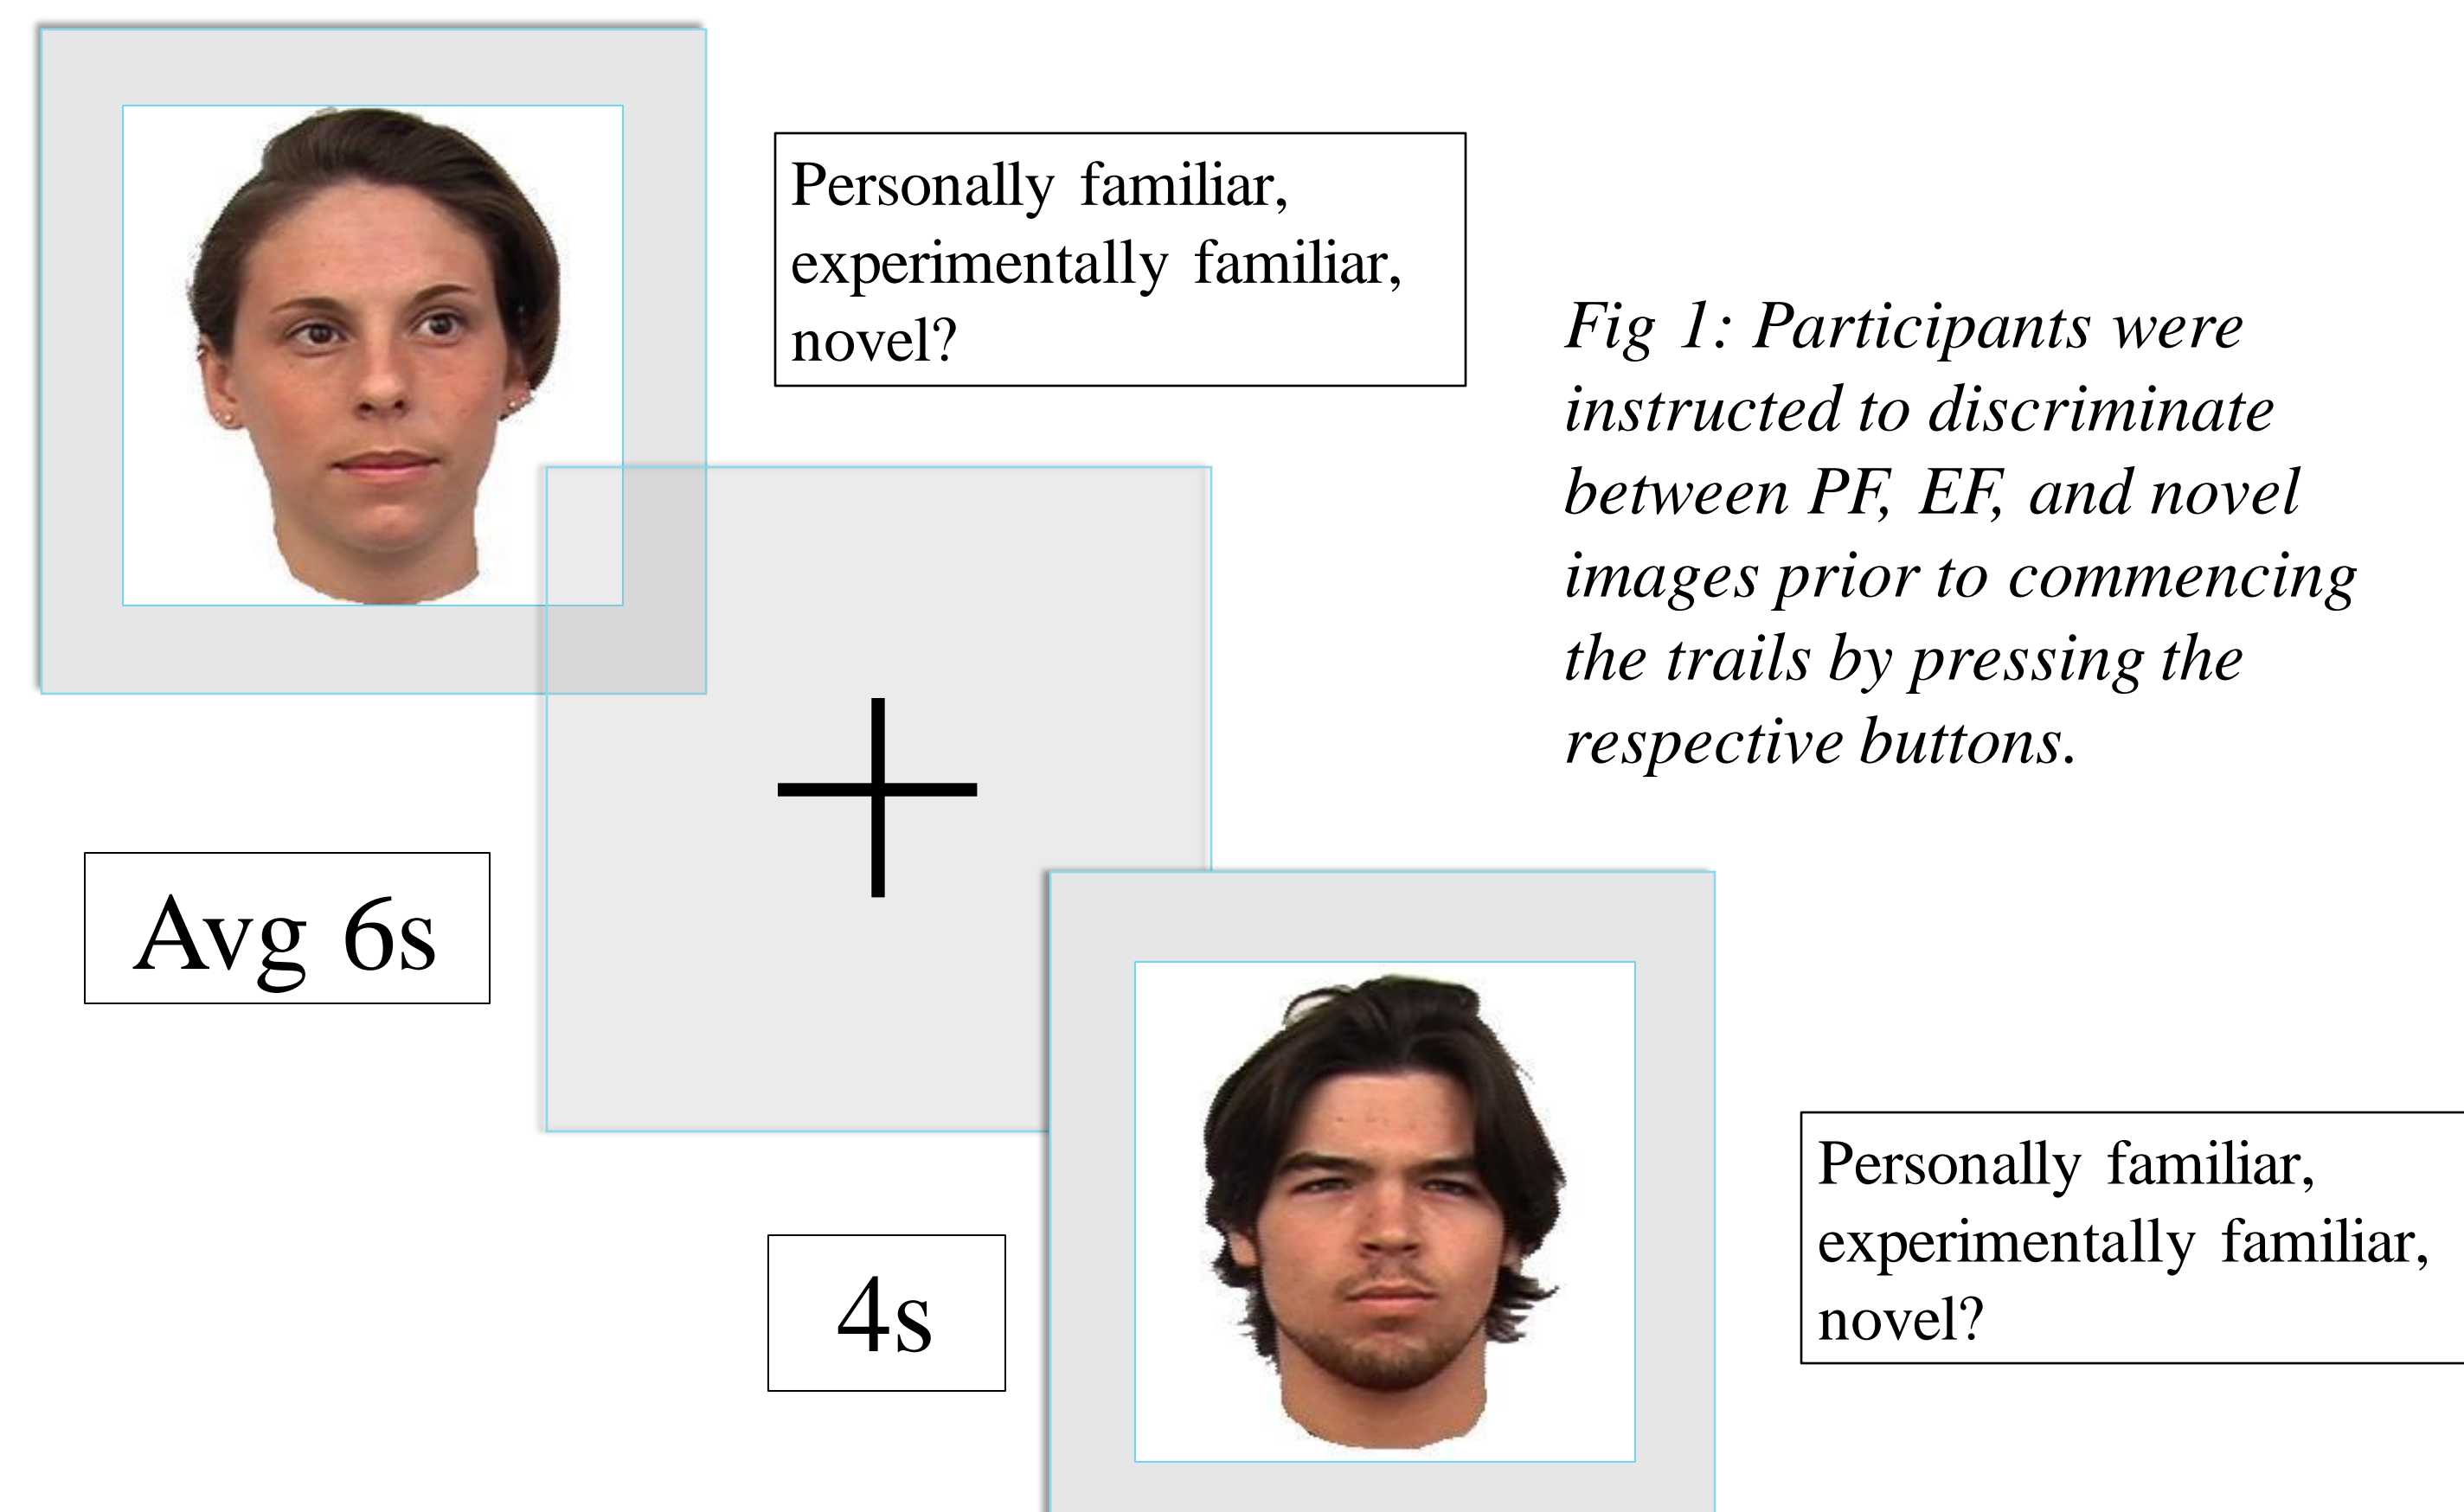 Personally familiar,
experimentally familiar,
novel?
Fig 1: Participants were
instructed to discriminate
between PF, EF, and novel
images prior to commencing
the trails by pressing the
respective buttons.
Avg 6s
4s
Personally familiar,
experimentally familiar,
novel?